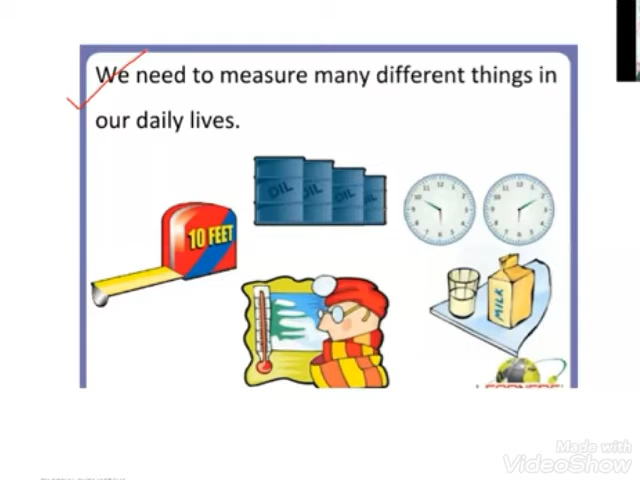 We need to measure many different things in
our daily lives.
OIL
OIL
OIL
OIL
10 FEET
MILK
Made with
VideoShow